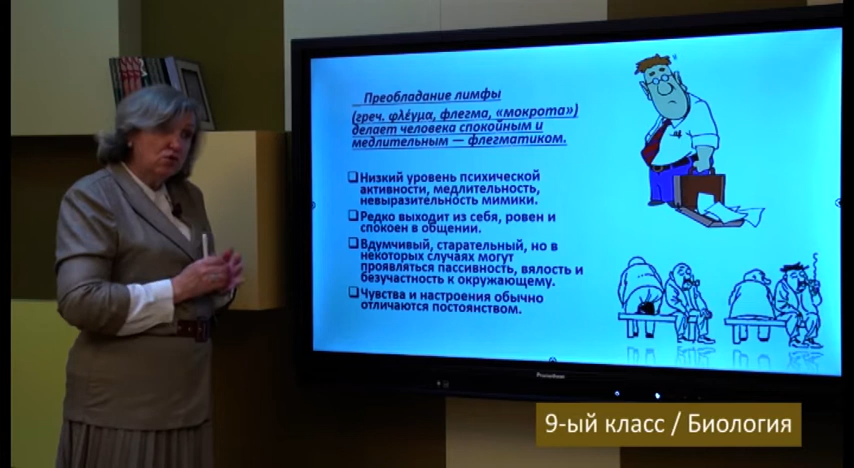 Преобладание лимфы
(греч. φλέγμα, флегма, «мокрота»)
делает человека спокойным и
медлительным — флегматиком.
Низкий уровень психической
активности, медлительность,
невыразительность мимики.
Редко выходит из себя, ровен и
спокоен в общении.
Вдумчивый, старательный, но в
некоторых случаях могут
проявляться пассивность, вялость и
безучастность к окружающему.
Чувства и настроения обычно
отличаются постоянством.
Promethean
9-ый класс / Биология